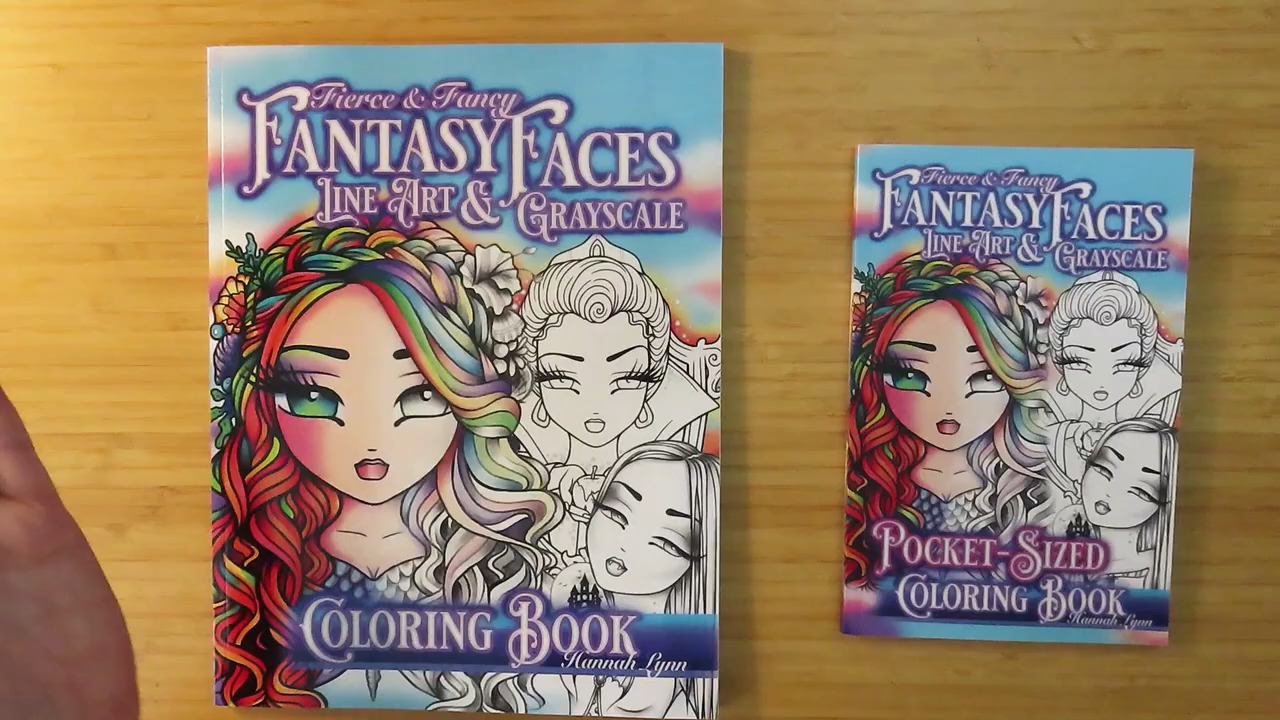 Fierce & Fancy
FANTASY FACES
LINE ART & GRAYSCALE
COLORING BOOK
Hannah Lynn
Fierce & Fancy
FANTASY FACES
LINE ART & GRAYSCALE
POCKET-SIZED
COLORING BOOK
Hannah Lynn